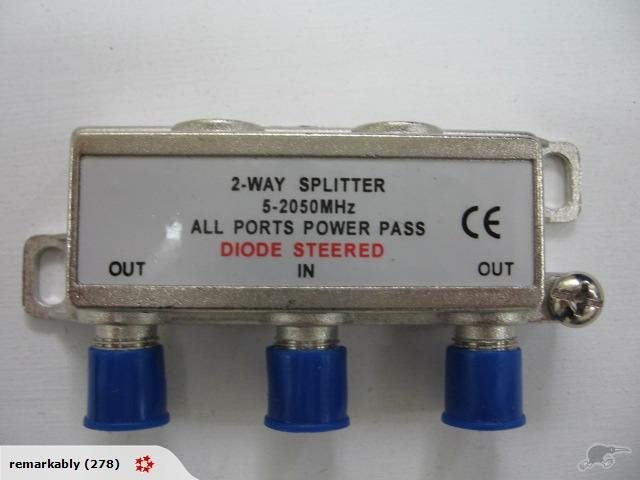 2-WAY SPLITTER
5-2050MHz
ALL PORTS POWER PASS
CE
DIODE STEERED
OUT IN OUT
remarkably (278)